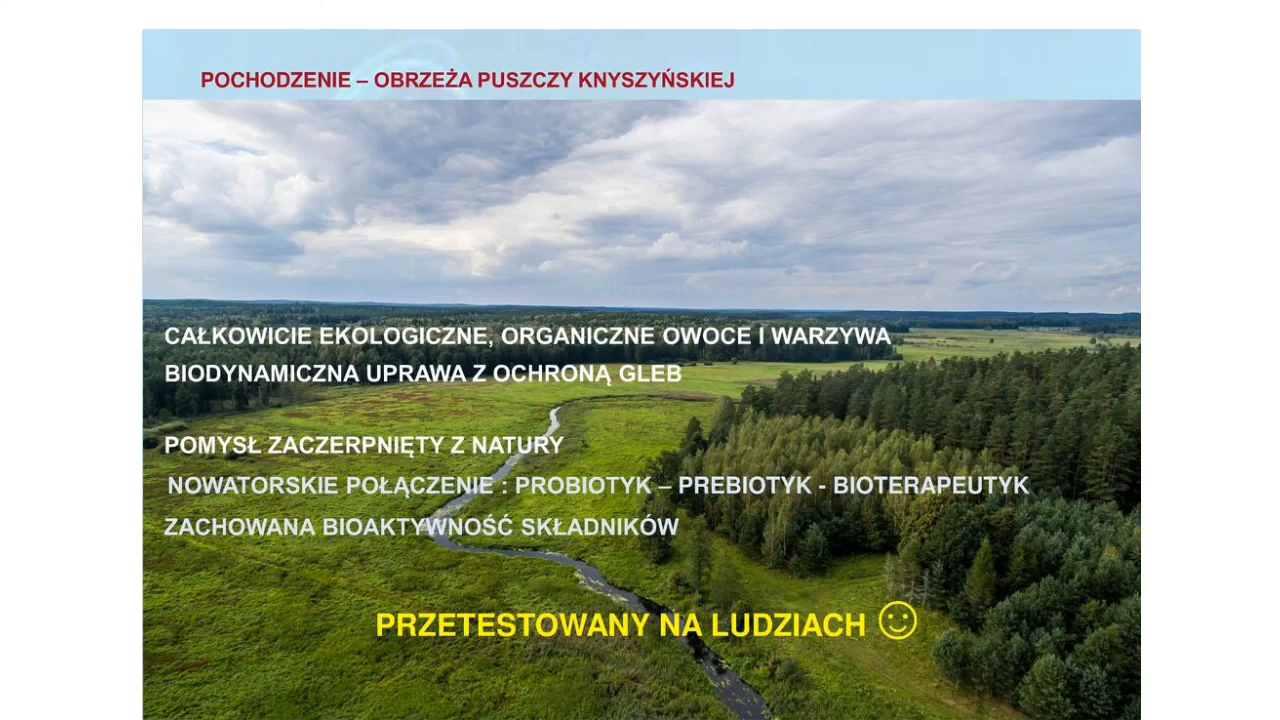 POCHODZENIE – OBRZEŻA PUSZCZY KNYSZYŃSKIEJ
CAŁKOWICIE EKOLOGICZNE, ORGANICZNE OWOCE I WARZYWA
BIODYNAMICZNA UPRAWA Z OCHRONĄ GLEB
POMYSŁ ZACZERPNIĘTY Z NATURY
NOWATORSKIE POŁĄCZENIE : PROBIOTYK – PREBIOTYK - BIOTERAPEUTYK
ZACHOWANA BIOAKTYWNOŚĆ SKŁADNIKÓW
PRZETESTOWANY NA LUDZIACH ☺